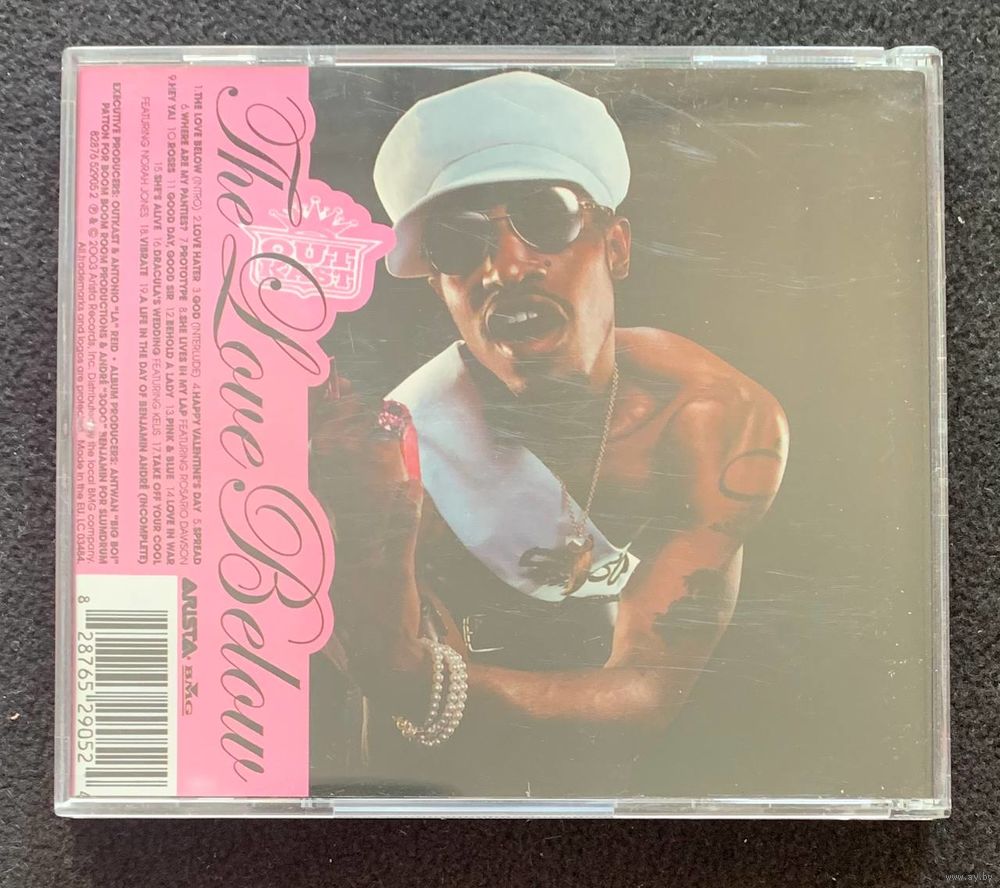 The Love Below
OUT
KAST
1. THE LOVE BELOW (INTRO) 2. LOVE HATER 3. GOD (INTERLUDE) 4. HAPPY VALENTINE'S DAY 5. SPREAD
6 WHERE ARE MY PANTIES? 7 PROTOTYPE 8. SHE LIVES IN MY LAP FEATURING ROSARIO DAWSON
9. HEY YA! 10. ROSES 11 GOOD DAY, GOOD SIR 12. BEHOLD A LADY 13. PINK & BLUE 14 LOVE IN WAR
15. SHE'S ALIVE 16. DRACULA'S WEDDING FEATURING KELIS 17. TAKE OFF YOUR COOL
FEATURING NORAH JONES 18. VIBRATE 19. A LIFE IN THE DAY OF BENJAMIN ANDRÉ (INCOMPLETE)
EXECUTIVE PRODUCERS: OUTKAST & ANTONIO "LA" REID • ALBUM PRODUCERS: ANTWAN "BIG BOI"
PATTON FOR BOOM BOOM ROOM PRODUCTIONS & ANDRÉ "3000" BENJAMIN FOR SLUMDRUM
82876 52905 2 ℗ & © 2003 Arista Records, Inc. Distributed by the local BMG company.
All trademarks and logos are protected. Made in the EU. LC 03484.
ARISTA BMG
8 28765 29052 4
www.ay.by